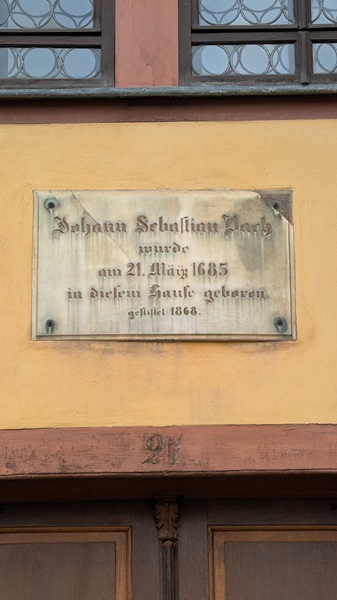 Johann Sebaſtian Bach
wurde
am 21. März 1685
in dieſem Hauſe geboren.
geſtiftet 1868.
21